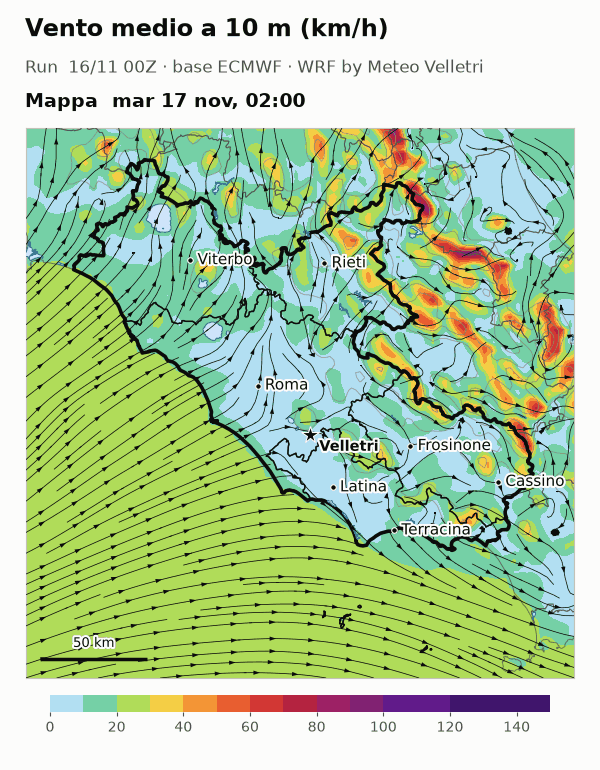 Vento medio a 10 m (km/h)
Run  16/11 00Z · base ECMWF · WRF by Meteo Velletri
Mappa  mar 17 nov, 02:00
Viterbo
Rieti
Roma
Velletri
Frosinone
Cassino
Latina
Terracina
50 km
0 20 40 60 80 100 120 140